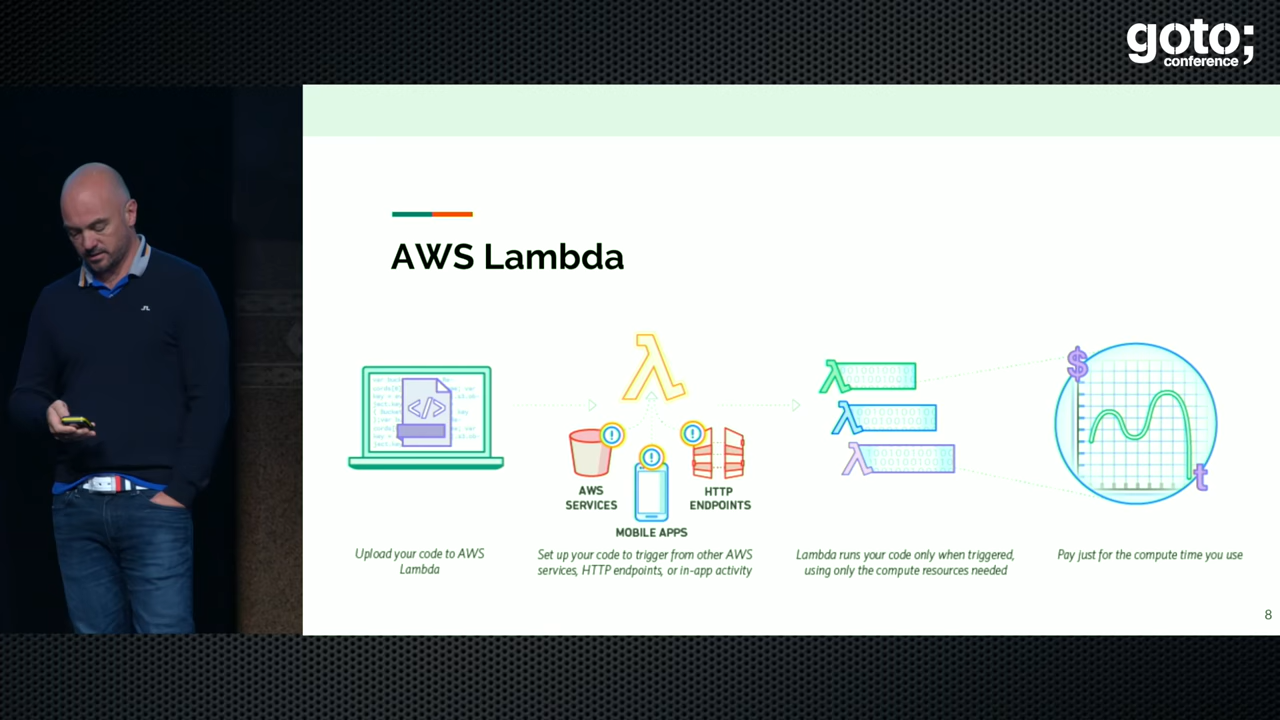 goto;
conference
AWS Lambda
λ
$
</>
AWS
SERVICES
HTTP
ENDPOINTS
MOBILE APPS
t
Upload your code to AWS
Lambda
Set up your code to trigger from other AWS
services, HTTP endpoints, or in-app activity
Lambda runs your code only when triggered,
using only the compute resources needed
Pay just for the compute time you use
8